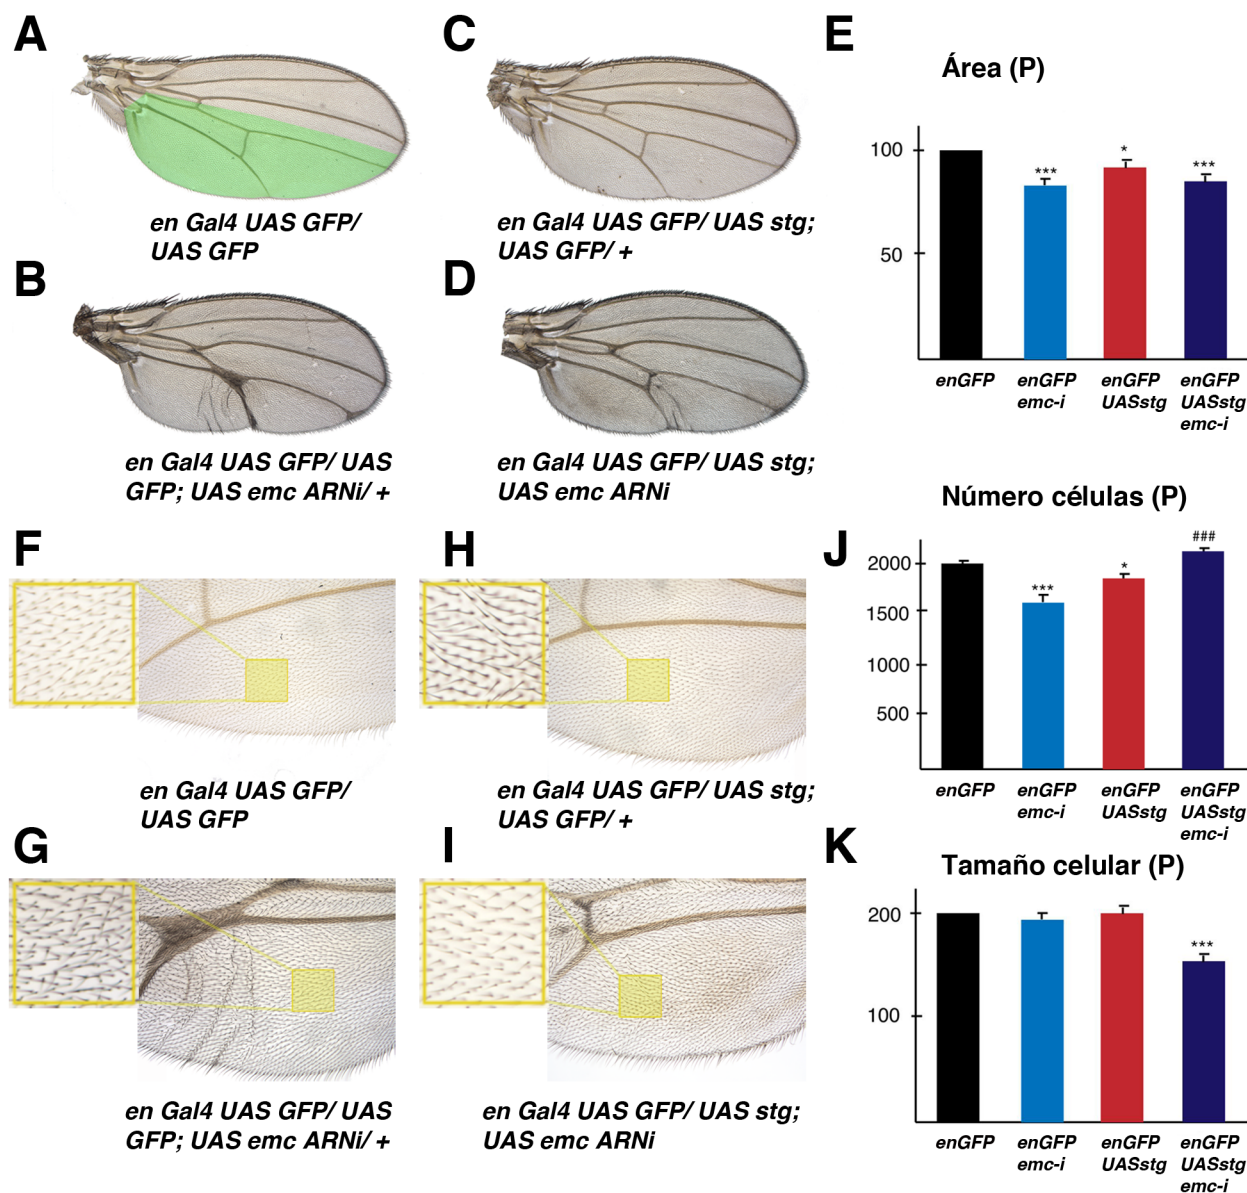 A
en Gal4 UAS GFP/
UAS GFP
B
en Gal4 UAS GFP/ UAS
GFP; UAS emc ARNi/ +
C
en Gal4 UAS GFP/ UAS stg;
UAS GFP/ +
D
en Gal4 UAS GFP/ UAS stg;
UAS emc ARNi
E
Área (P)
100
50
***
*
***
enGFP
enGFP
emc-i
enGFP
UASstg
enGFP
UASstg
emc-i
F
en Gal4 UAS GFP/
UAS GFP
G
en Gal4 UAS GFP/ UAS
GFP; UAS emc ARNi/ +
H
en Gal4 UAS GFP/ UAS stg;
UAS GFP/ +
I
en Gal4 UAS GFP/ UAS stg;
UAS emc ARNi
J
Número células (P)
2000
1500
1000
500
***
*
###
enGFP
enGFP
emc-i
enGFP
UASstg
enGFP
UASstg
emc-i
K
Tamaño celular (P)
200
100
***
enGFP
enGFP
emc-i
enGFP
UASstg
enGFP
UASstg
emc-i